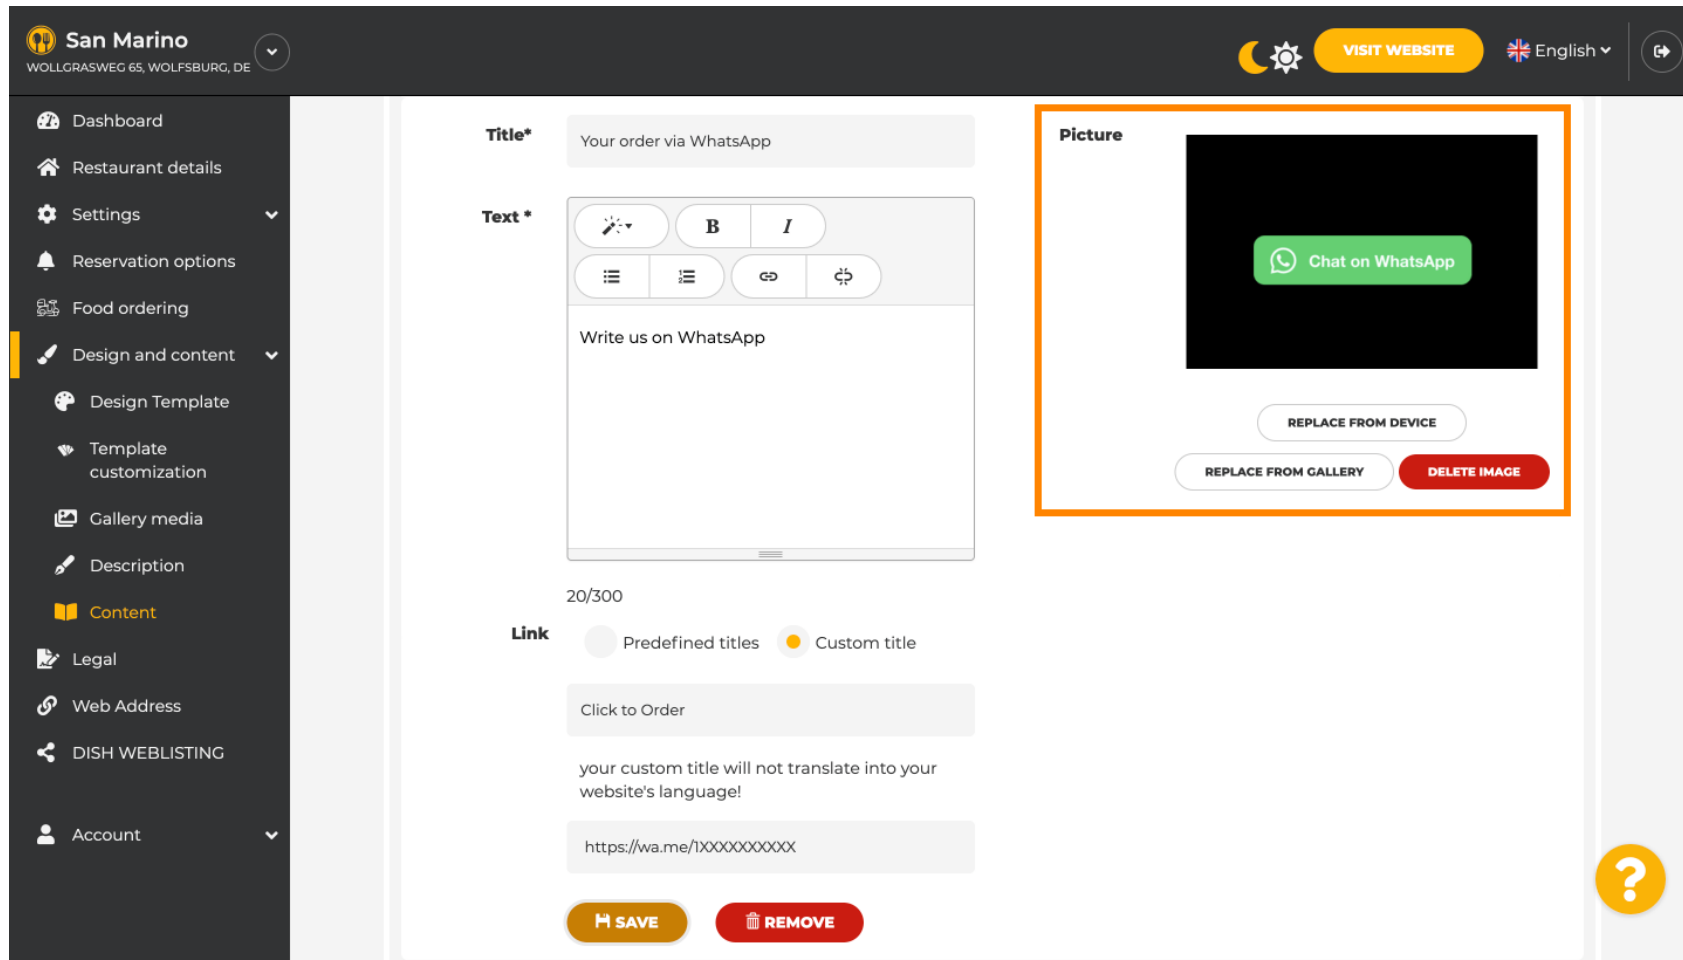 San Marino
WOLLGRASWEG 65, WOLFSBURG, DE
VISIT WEBSITE
English
Dashboard
Restaurant details
Settings
Reservation options
Food ordering
Design and content
Design Template
Template
customization
Gallery media
Description
Content
Legal
Web Address
DISH WEBLISTING
Account
Title*
Your order via WhatsApp
Text *
B I
Write us on WhatsApp
20/300
Link
Predefined titles
Custom title
Click to Order
your custom title will not translate into your
website's language!
https://wa.me/1XXXXXXXXXX
SAVE
REMOVE
Picture
Chat on WhatsApp
REPLACE FROM DEVICE
REPLACE FROM GALLERY
DELETE IMAGE
?